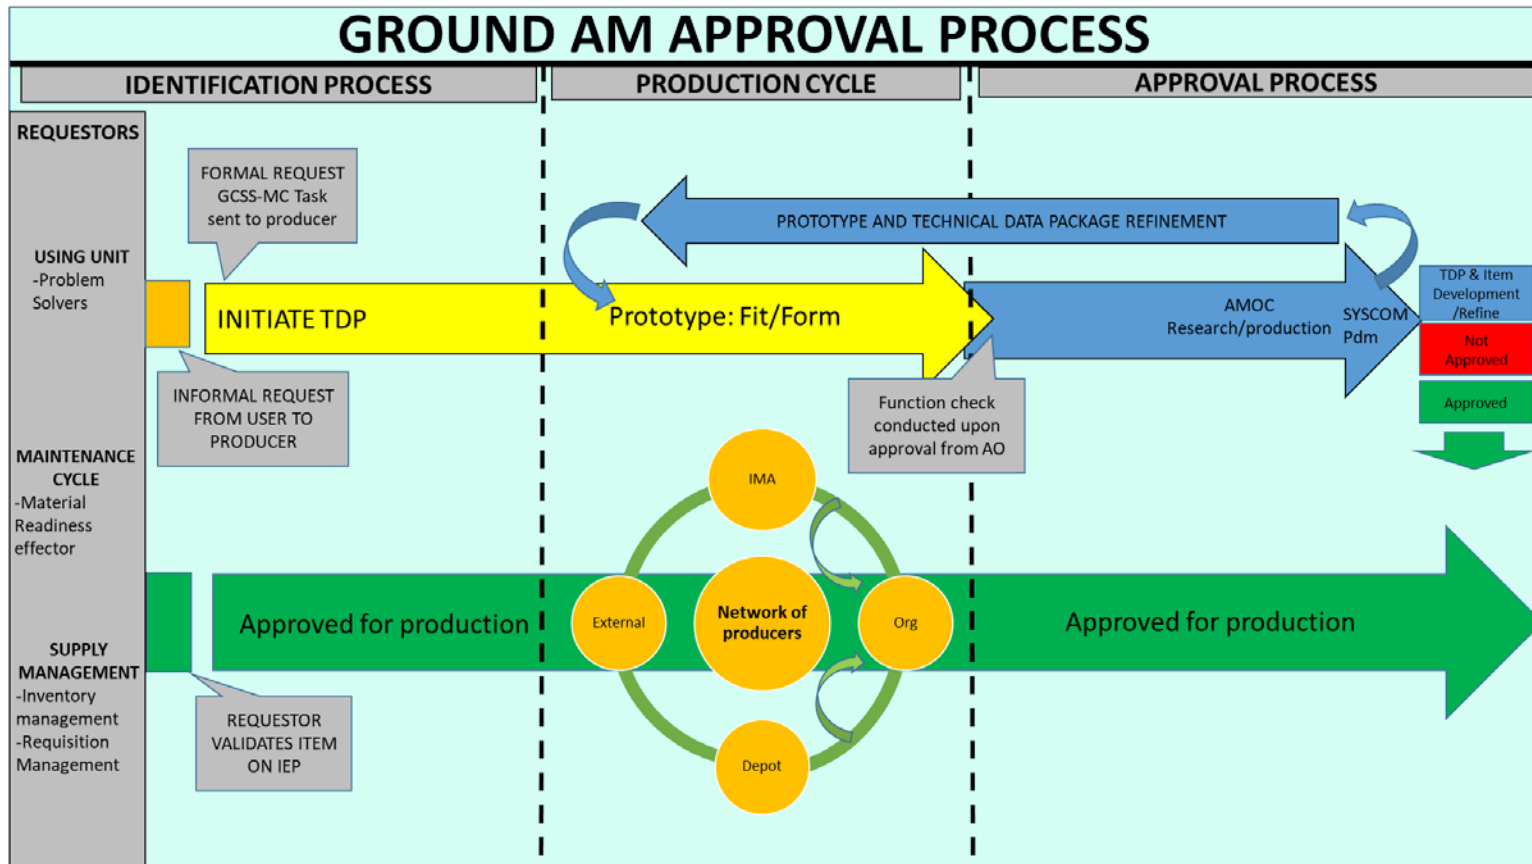 GROUND AM APPROVAL PROCESS
IDENTIFICATION PROCESS
PRODUCTION CYCLE
APPROVAL PROCESS
REQUESTORS
USING UNIT
-Problem
Solvers
MAINTENANCE
CYCLE
-Material
Readiness
effector
SUPPLY
MANAGEMENT
-Inventory
management
-Requisition
Management
FORMAL REQUEST
GCSS-MC Task
sent to producer
INITIATE TDP
INFORMAL REQUEST
FROM USER TO
PRODUCER
PROTOTYPE AND TECHNICAL DATA PACKAGE REFINEMENT
Prototype: Fit/Form
Function check
conducted upon
approval from AO
AMOC
Research/production
SYSCOM
Pdm
TDP & Item
Development
/Refine
Not
Approved
Approved
Approved for production
REQUESTOR
VALIDATES ITEM
ON IEP
IMA
External
Network of
producers
Org
Depot
Approved for production